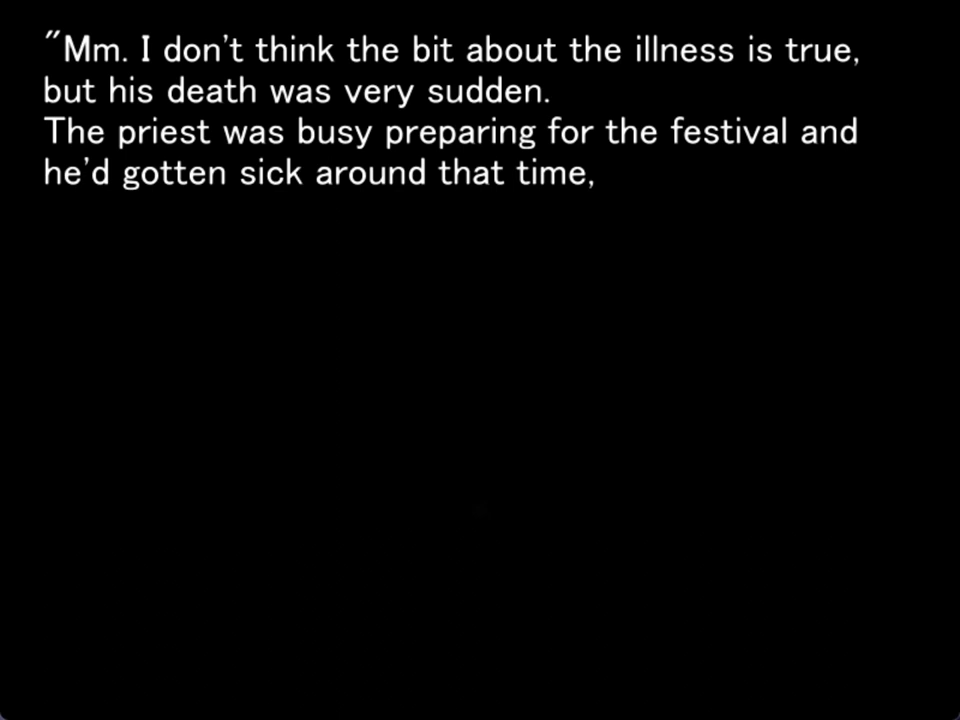 "Mm. I don't think the bit about the illness is true,
but his death was very sudden.
The priest was busy preparing for the festival and
he'd gotten sick around that time,